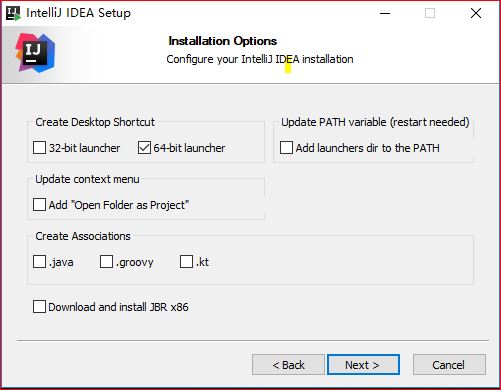 IntelliJ IDEA Setup
IJ
Installation Options
Configure your IntelliJ IDEA installation
Create Desktop Shortcut
32-bit launcher
64-bit launcher
Update PATH variable (restart needed)
Add launchers dir to the PATH
Update context menu
Add "Open Folder as Project"
Create Associations
.java
.groovy
.kt
Download and install JBR x86
< Back
Next >
Cancel